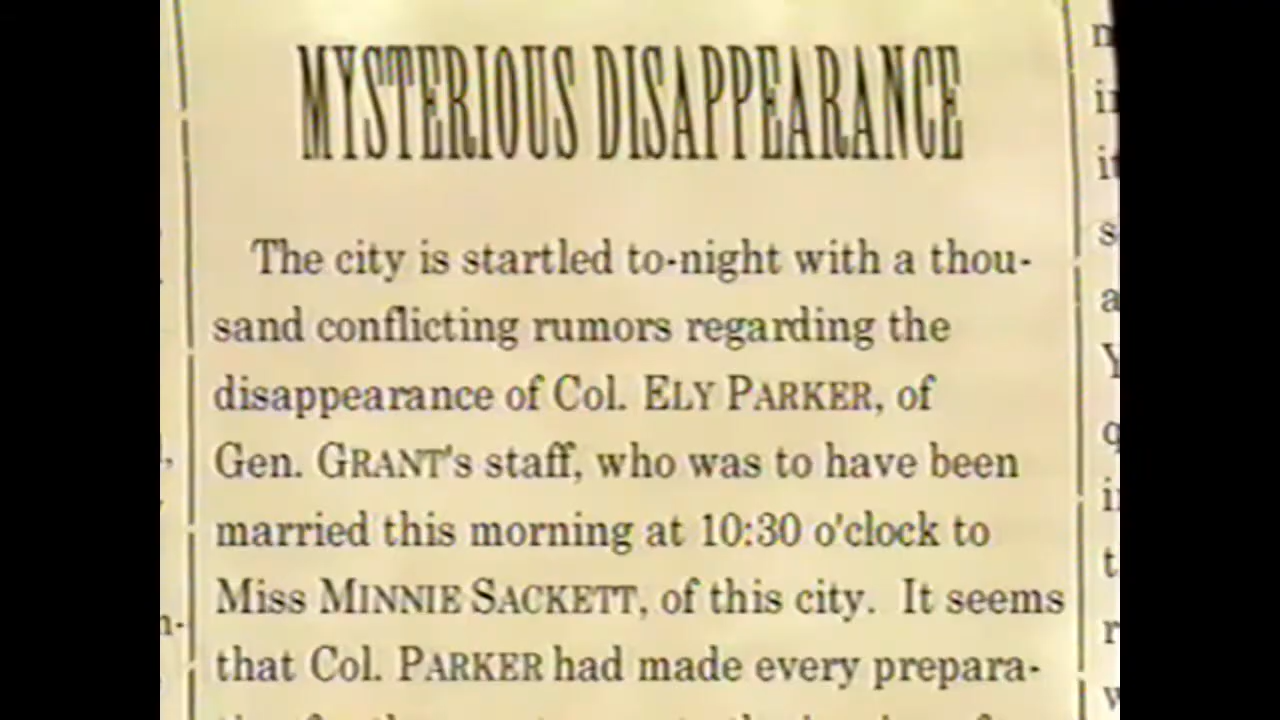 MYSTERIOUS DISAPPEARANCE
The city is startled to-night with a thou-
sand conflicting rumors regarding the
disappearance of Col. ELY PARKER, of
Gen. GRANT's staff, who was to have been
married this morning at 10:30 o'clock to
Miss MINNIE SACKETT, of this city. It seems
that Col. PARKER had made every prepara-